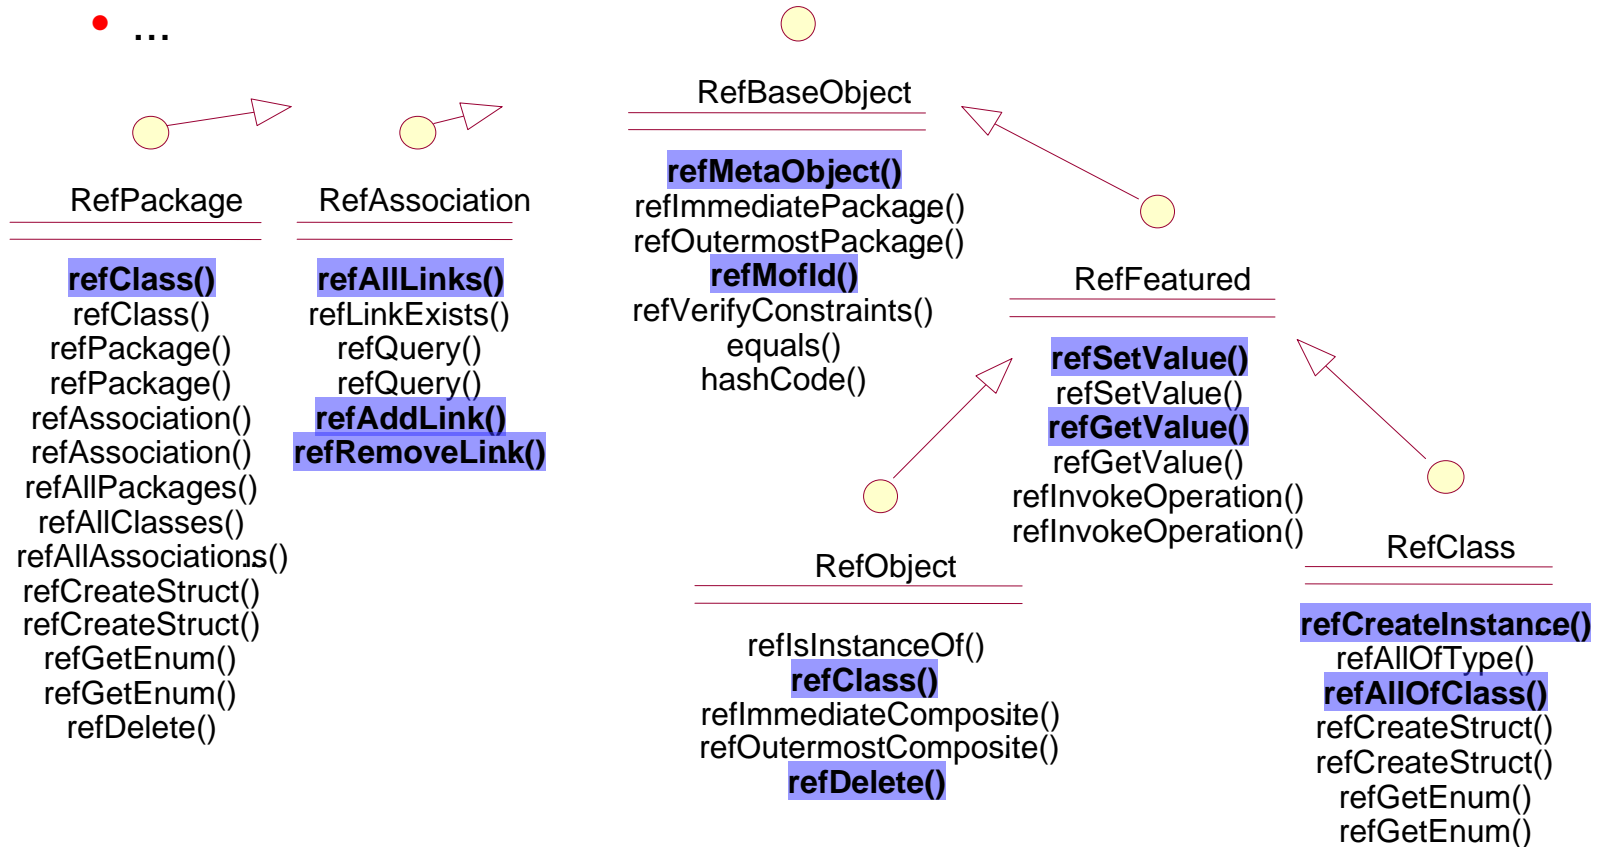 • ...
RefBaseObject
refMetaObject()
refImmediatePackage()
refOutermostPackage()
refMofId()
refVerifyConstraints()
equals()
hashCode()
RefPackage
refClass()
refClass()
refPackage()
refPackage()
refAssociation()
refAssociation()
refAllPackages()
refAllClasses()
refAllAssociations()
refCreateStruct()
refCreateStruct()
refGetEnum()
refGetEnum()
refDelete()
RefAssociation
refAllLinks()
refLinkExists()
refQuery()
refQuery()
refAddLink()
refRemoveLink()
RefFeatured
refSetValue()
refSetValue()
refGetValue()
refGetValue()
refInvokeOperation()
refInvokeOperation()
RefObject
refIsInstanceOf()
refClass()
refImmediateComposite()
refOutermostComposite()
refDelete()
RefClass
refCreateInstance()
refAllOfType()
refAllOfClass()
refCreateStruct()
refCreateStruct()
refGetEnum()
refGetEnum()